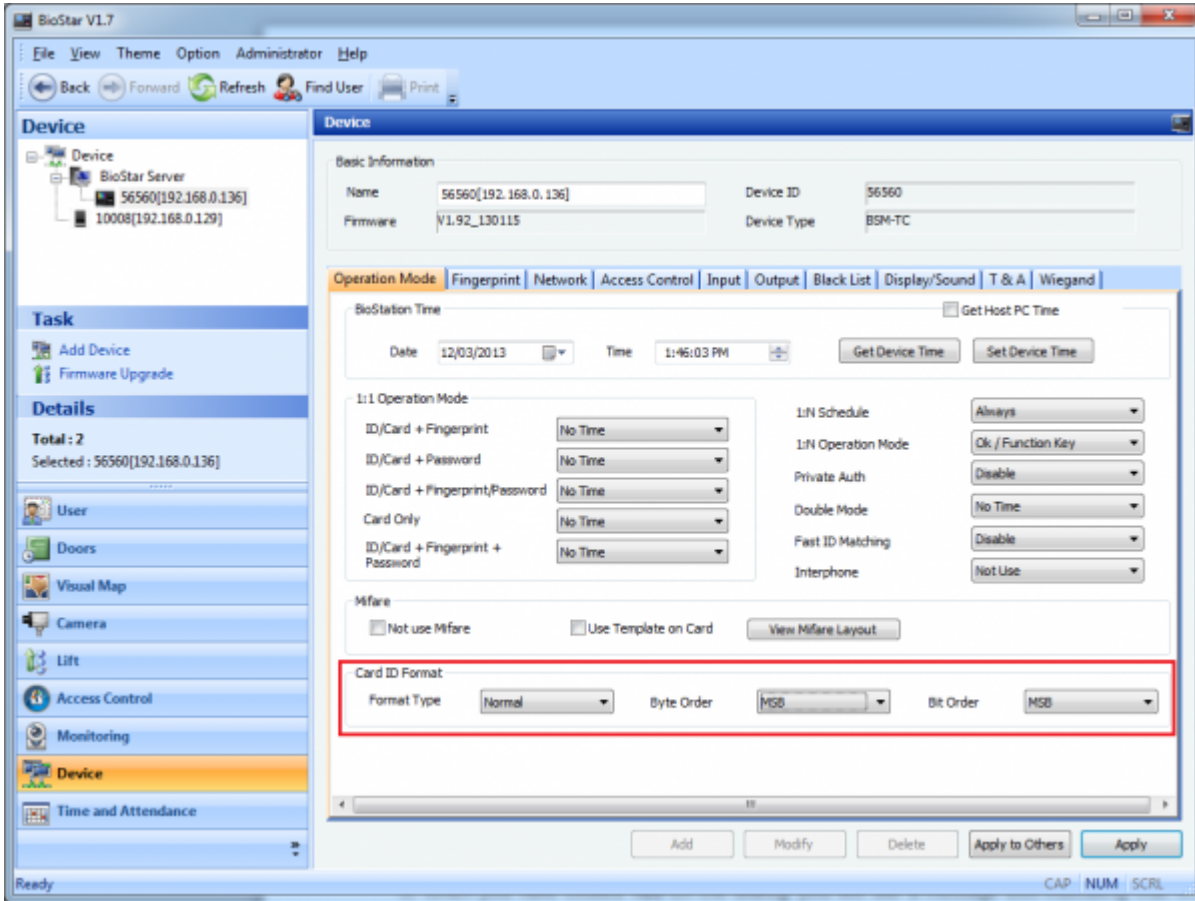 BioStar V1.7
File View Theme Option Administrator Help
Back Forward Refresh Find User Print
Device
Device
BioStar Server
56560[192.168.0.136]
10008[192.168.0.129]
Task
Add Device
Firmware Upgrade
Details
Total : 2
Selected : 56560[192.168.0.136]
User
Doors
Visual Map
Camera
Lift
Access Control
Monitoring
Device
Time and Attendance
Device
Basic Information
Name 56560[192.168.0.136] Device ID 56560
Firmware V1.92_130115 Device Type BSM-TC
Operation Mode Fingerprint Network Access Control Input Output Black List Display/Sound T & A Wiegand
BioStation Time Get Host PC Time
Date 12/03/2013 Time 1:46:03 PM Get Device Time Set Device Time
1:1 Operation Mode
ID/Card + Fingerprint No Time
ID/Card + Password No Time
ID/Card + Fingerprint/Password No Time
Card Only No Time
ID/Card + Fingerprint + Password No Time
1:N Schedule Always
1:N Operation Mode Ok / Function Key
Private Auth Disable
Double Mode No Time
Fast ID Matching Disable
Interphone Not Use
Mifare
Not use Mifare Use Template on Card View Mifare Layout
Card ID Format
Format Type Normal Byte Order MSB Bit Order MSB
Add Modify Delete Apply to Others Apply
Ready CAP NUM SCRL